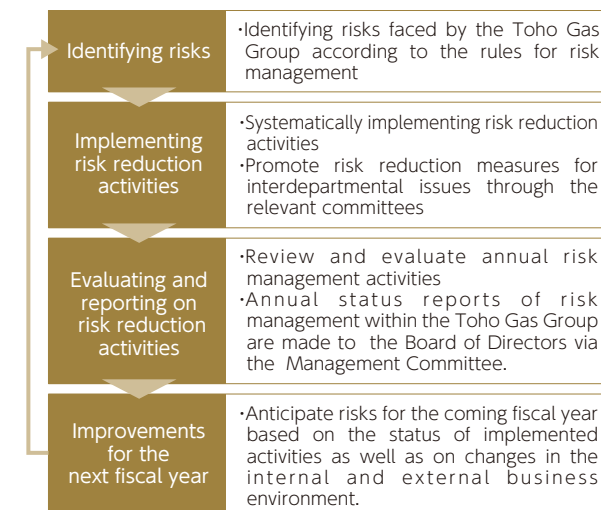 Identifying risks
·Identifying risks faced by the Toho Gas
Group according to the rules for risk
management
Implementing
risk reduction
activities
·Systematically implementing risk reduction
activities
·Promote risk reduction measures for
interdepartmental issues through the
relevant committees
Evaluating and
reporting on
risk reduction
activities
·Review and evaluate annual risk
management activities
·Annual status reports of risk
management within the Toho Gas Group
are made to the Board of Directors via
the Management Committee.
Improvements
for the
next fiscal year
·Anticipate risks for the coming fiscal year
based on the status of implemented
activities as well as on changes in the
internal and external business
environment.